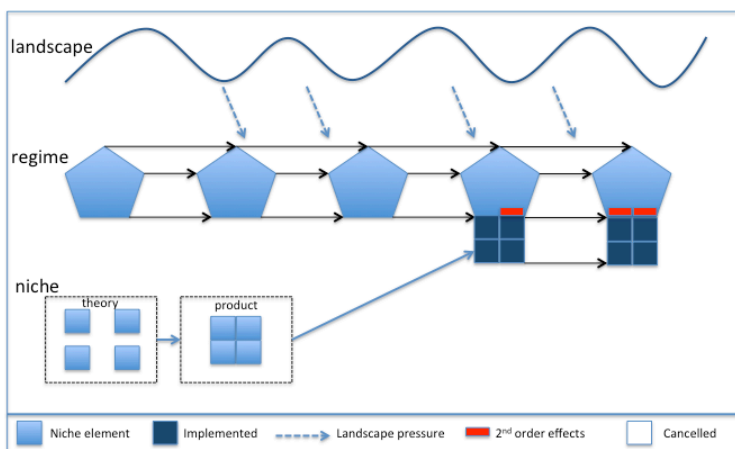 landscape
regime
niche
theory
product
Niche element
Implemented
Landscape pressure
2nd order effects
Cancelled